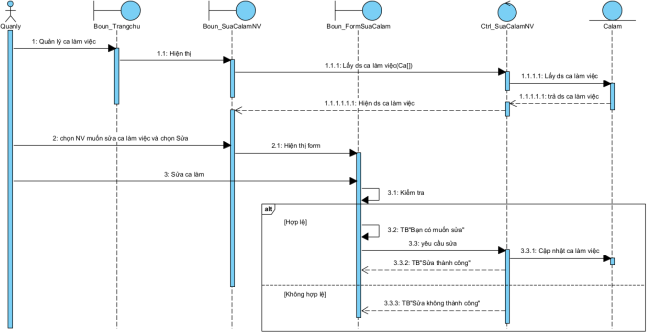 Quanly
Boun_Trangchu
Boun_SuaCalamNV
Boun_FormSuaCalam
Ctrl_SuaCalamNV
Calam
1: Quản lý ca làm việc
1.1: Hiện thị
1.1.1: Lấy ds ca làm việc(Ca[])
1.1.1.1: Lấy ds ca làm việc
1.1.1.1.1: trả ds ca làm việc
1.1.1.1.1.1: Hiện ds ca làm việc
2: chọn NV muốn sửa ca làm việc và chọn Sửa
2.1: Hiện thị form
3: Sửa ca làm
3.1: Kiểm tra
alt
[Hợp lệ]
3.2: TB"Bạn có muốn sửa"
3.3: yêu cầu sửa
3.3.1: Cập nhật ca làm việc
3.3.2: TB"Sửa thành công"
[Không hợp lệ]
3.3.3: TB"Sửa không thành công"